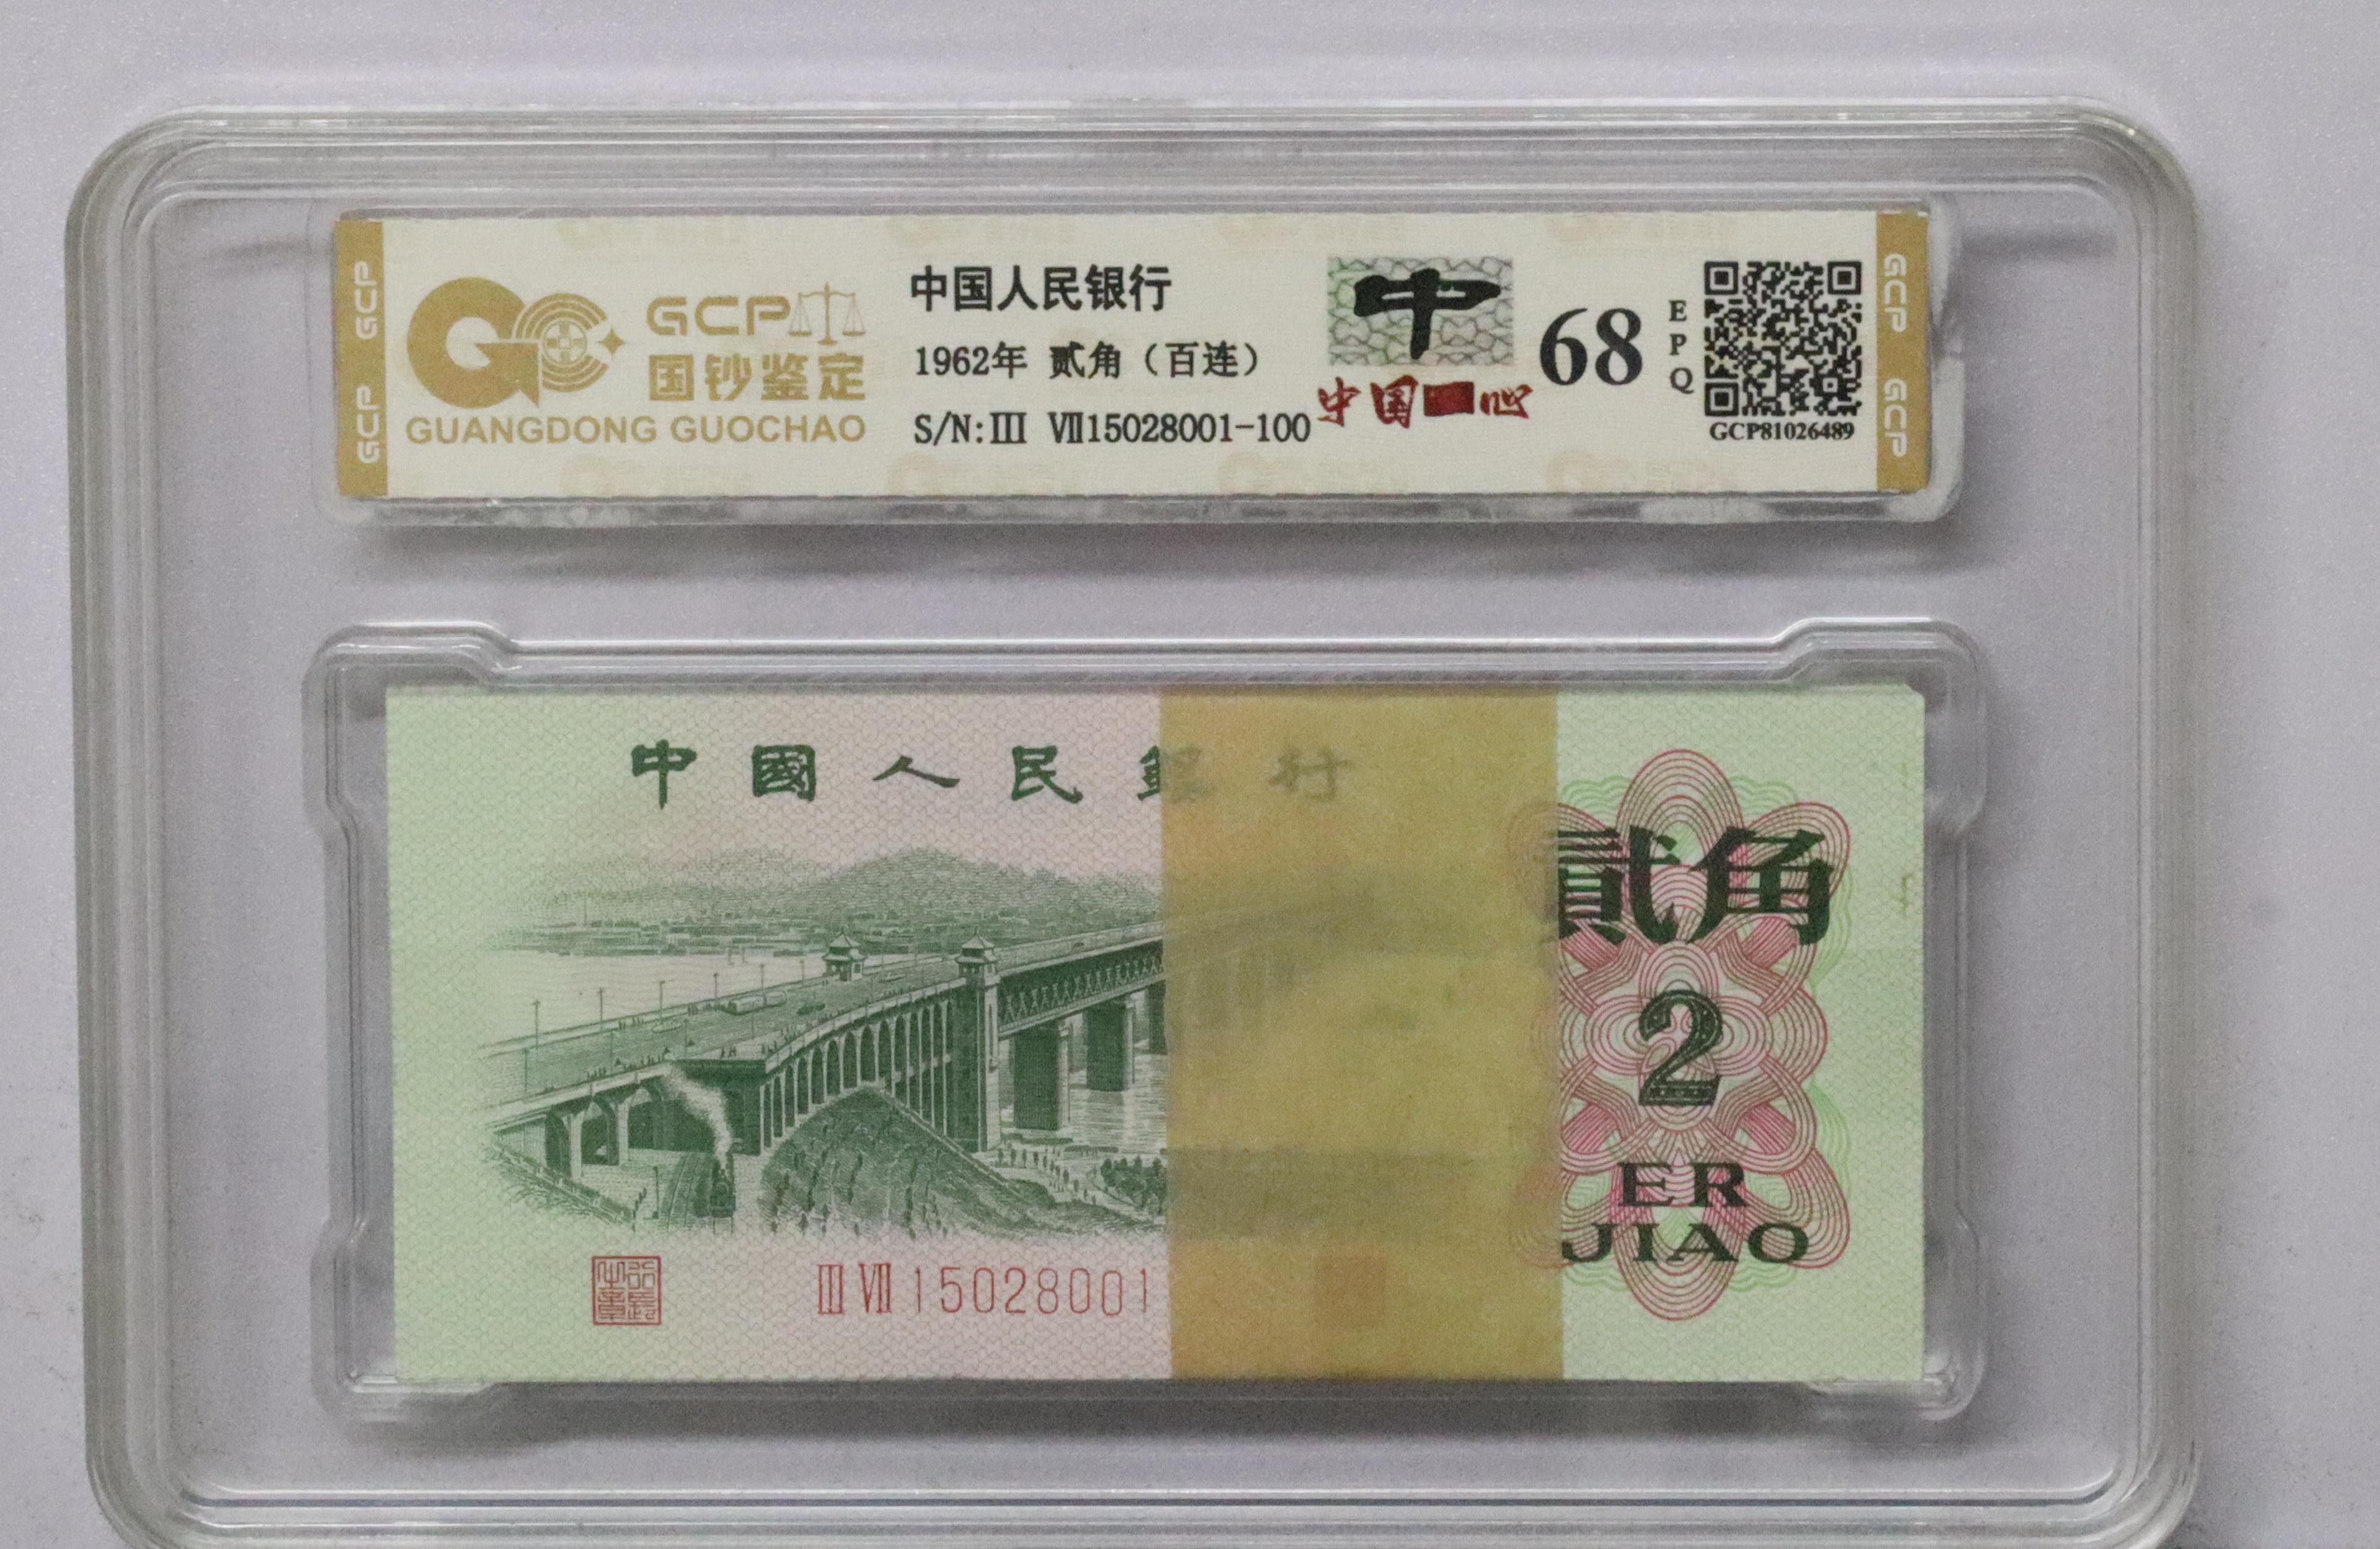 GCP
国钞鉴定
GUANGDONG GUOCHAO
中国人民银行
1962年 贰角（百连）
S/N:Ⅲ Ⅶ15028001-100
中
中国 心
68
EPQ
GCP81026489
GCP GCP
GCP GCP
中國人民銀行
貳角
2
ER
JIAO
Ⅲ Ⅶ 15028001